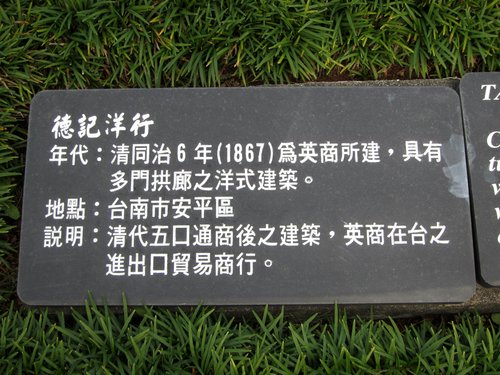 德記洋行
年代：清同治6年(1867)爲英商所建，具有
多門拱廊之洋式建築。
地點：台南市安平區
説明：清代五口通商後之建築，英商在台之
進出口貿易商行。